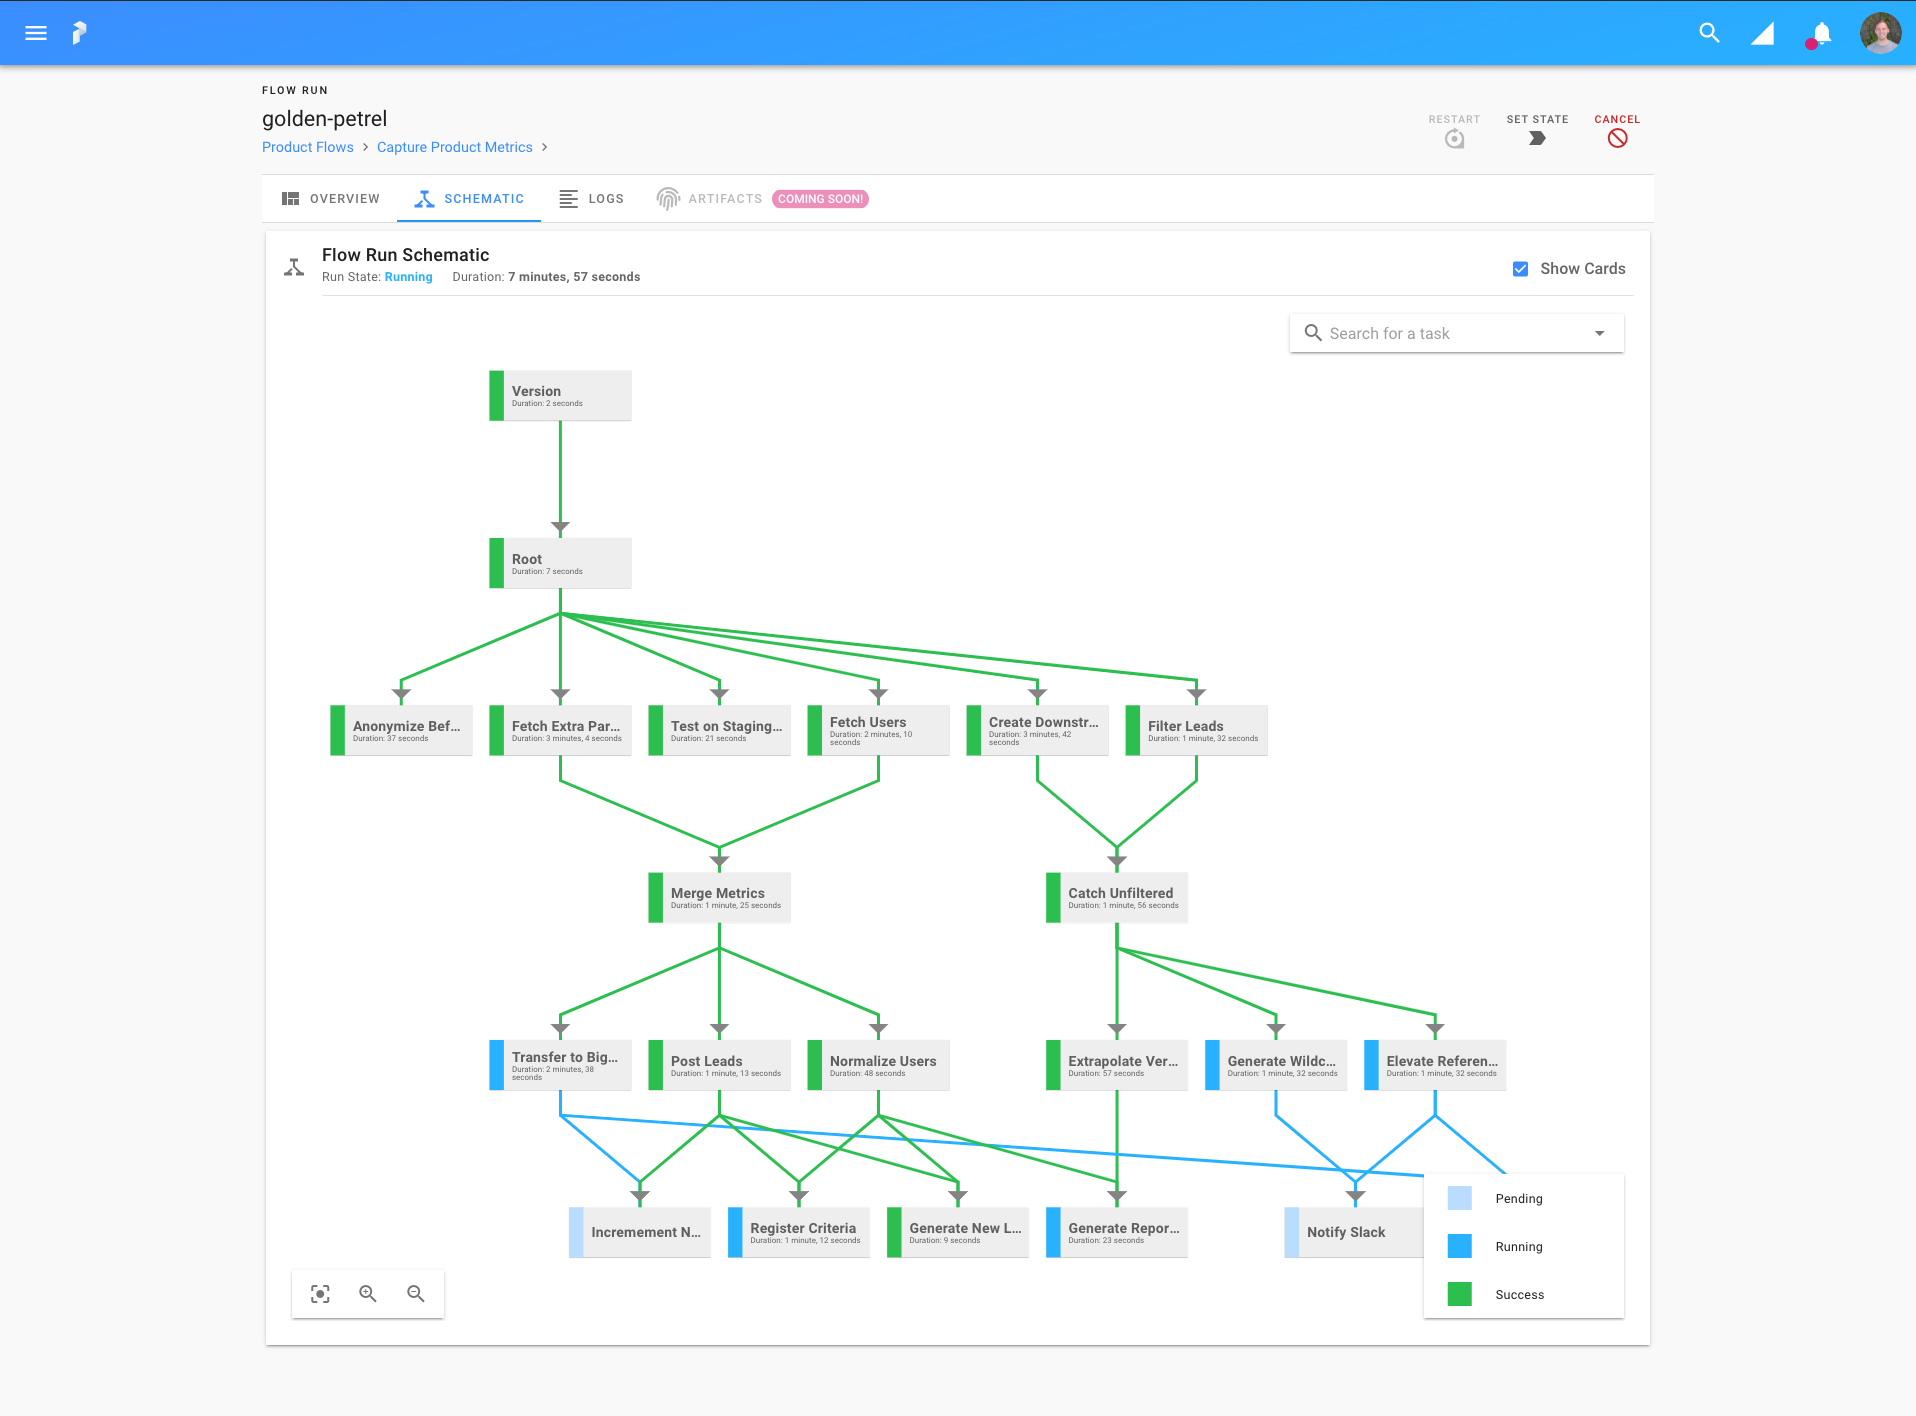 FLOW RUN
golden-petrel
Product Flows > Capture Product Metrics >
RESTART
SET STATE
CANCEL
OVERVIEW
SCHEMATIC
LOGS
ARTIFACTS
COMING SOON!
Flow Run Schematic
Run State: Running Duration: 7 minutes, 57 seconds
Show Cards
Search for a task
Version
Duration: 2 seconds
Root
Duration: 7 seconds
Anonymize Bef...
Duration: 37 seconds
Fetch Extra Par...
Duration: 3 minutes, 4 seconds
Test on Staging...
Duration: 21 seconds
Fetch Users
Duration: 2 minutes, 10
seconds
Create Downstr...
Duration: 3 minutes, 42
seconds
Filter Leads
Duration: 1 minute, 32 seconds
Merge Metrics
Duration: 1 minute, 25 seconds
Catch Unfiltered
Duration: 1 minute, 56 seconds
Transfer to Big...
Duration: 2 minutes, 38
seconds
Post Leads
Duration: 1 minute, 13 seconds
Normalize Users
Duration: 48 seconds
Extrapolate Ver...
Duration: 57 seconds
Generate Wildc...
Duration: 1 minute, 32 seconds
Elevate Referen...
Duration: 1 minute, 32 seconds
Incremement N...
Register Criteria
Duration: 1 minute, 12 seconds
Generate New L...
Duration: 9 seconds
Generate Repor...
Duration: 23 seconds
Notify Slack
Pending
Running
Success